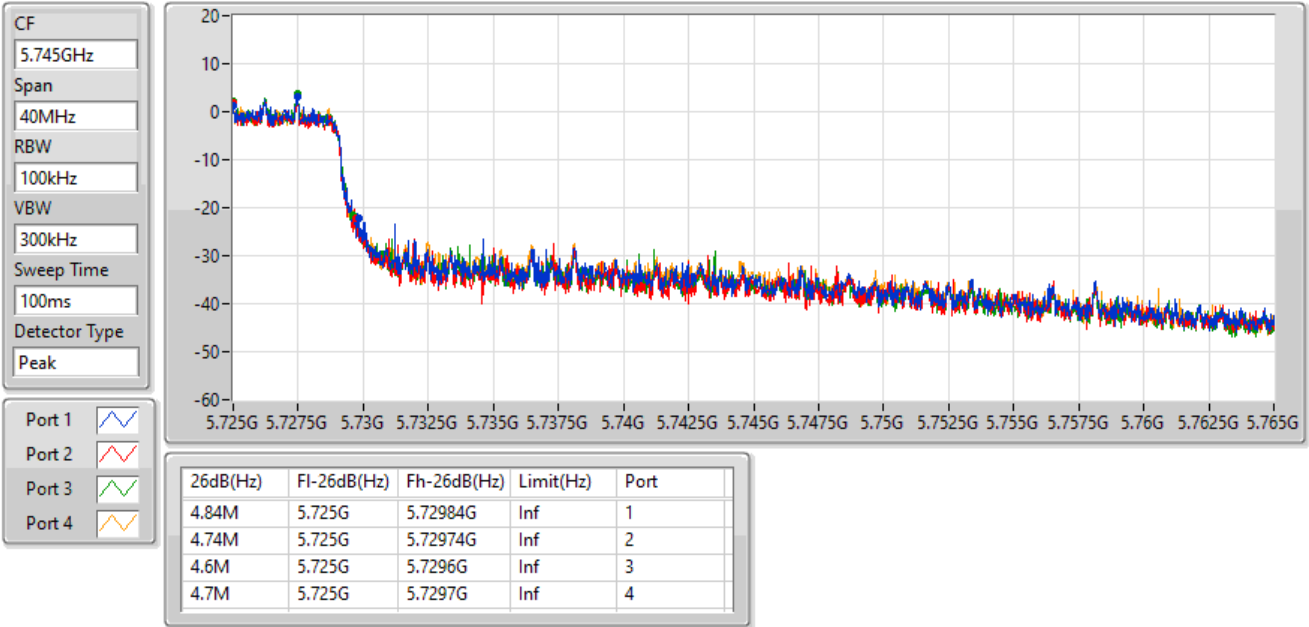 CF
5.745GHz
Span
40MHz
RBW
100kHz
VBW
300kHz
Sweep Time
100ms
Detector Type
Peak
Port 1
Port 2
Port 3
Port 4
20-
10-
0-
-10-
-20-
-30-
-40-
-50-
-60-
5.725G 5.7275G 5.73G 5.7325G 5.735G 5.7375G 5.74G 5.7425G 5.745G 5.7475G 5.75G 5.7525G 5.755G 5.7575G 5.76G 5.7625G 5.765G
26dB(Hz) Fl-26dB(Hz) Fh-26dB(Hz) Limit(Hz) Port
4.84M 5.725G 5.72984G Inf 1
4.74M 5.725G 5.72974G Inf 2
4.6M 5.725G 5.7296G Inf 3
4.7M 5.725G 5.7297G Inf 4